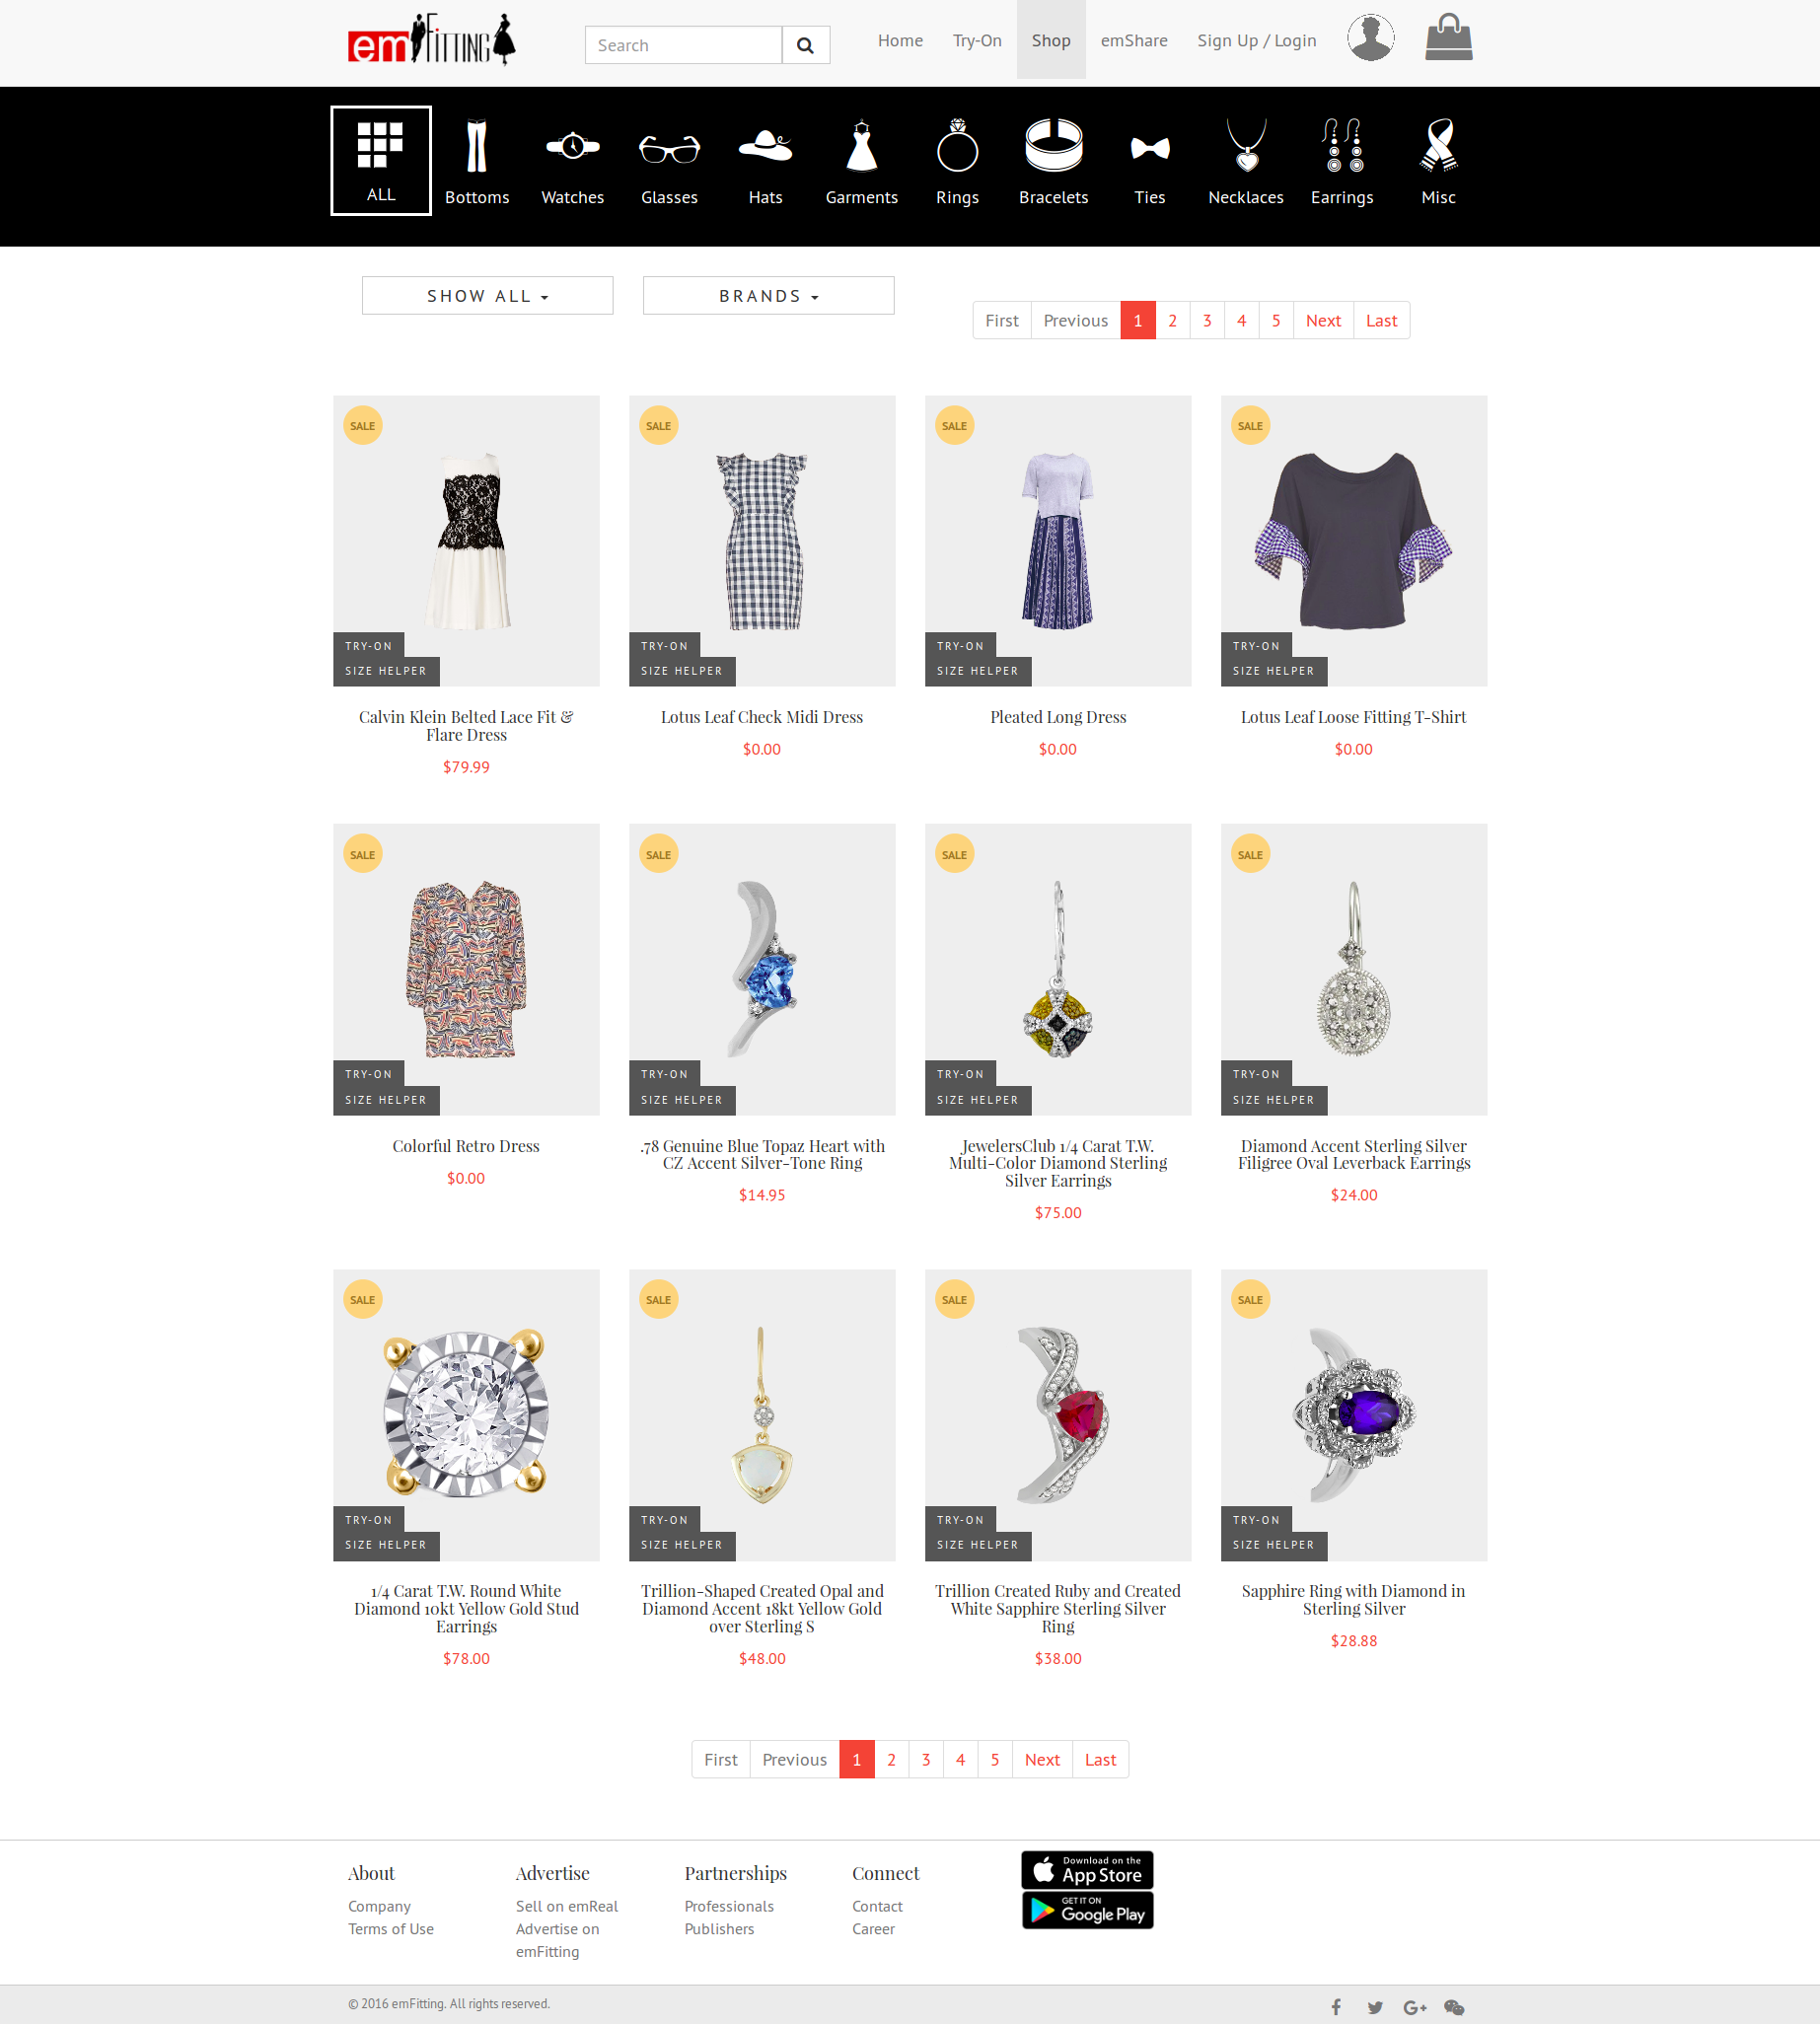 emFITTING
Search
Home Try-On Shop emShare Sign Up / Login
ALL Bottoms Watches Glasses Hats Garments Rings Bracelets Ties Necklaces Earrings Misc
SHOW ALL BRANDS
First Previous 1 2 3 4 5 Next Last
SALE
TRY-ON
SIZE HELPER
Calvin Klein Belted Lace Fit &
Flare Dress
$79.99
SALE
TRY-ON
SIZE HELPER
Lotus Leaf Check Midi Dress
$0.00
SALE
TRY-ON
SIZE HELPER
Pleated Long Dress
$0.00
SALE
TRY-ON
SIZE HELPER
Lotus Leaf Loose Fitting T-Shirt
$0.00
SALE
TRY-ON
SIZE HELPER
Colorful Retro Dress
$0.00
SALE
TRY-ON
SIZE HELPER
.78 Genuine Blue Topaz Heart with
CZ Accent Silver-Tone Ring
$14.95
SALE
TRY-ON
SIZE HELPER
JewelersClub 1/4 Carat T.W.
Multi-Color Diamond Sterling
Silver Earrings
$75.00
SALE
TRY-ON
SIZE HELPER
Diamond Accent Sterling Silver
Filigree Oval Leverback Earrings
$24.00
SALE
TRY-ON
SIZE HELPER
1/4 Carat T.W. Round White
Diamond 10kt Yellow Gold Stud
Earrings
$78.00
SALE
TRY-ON
SIZE HELPER
Trillion-Shaped Created Opal and
Diamond Accent 18kt Yellow Gold
over Sterling S
$48.00
SALE
TRY-ON
SIZE HELPER
Trillion Created Ruby and Created
White Sapphire Sterling Silver
Ring
$38.00
SALE
TRY-ON
SIZE HELPER
Sapphire Ring with Diamond in
Sterling Silver
$28.88
First Previous 1 2 3 4 5 Next Last
About
Company
Terms of Use
Advertise
Sell on emReal
Advertise on
emFitting
Partnerships
Professionals
Publishers
Connect
Contact
Career
Download on the
App Store
GET IT ON
Google Play
© 2016 emFitting. All rights reserved.